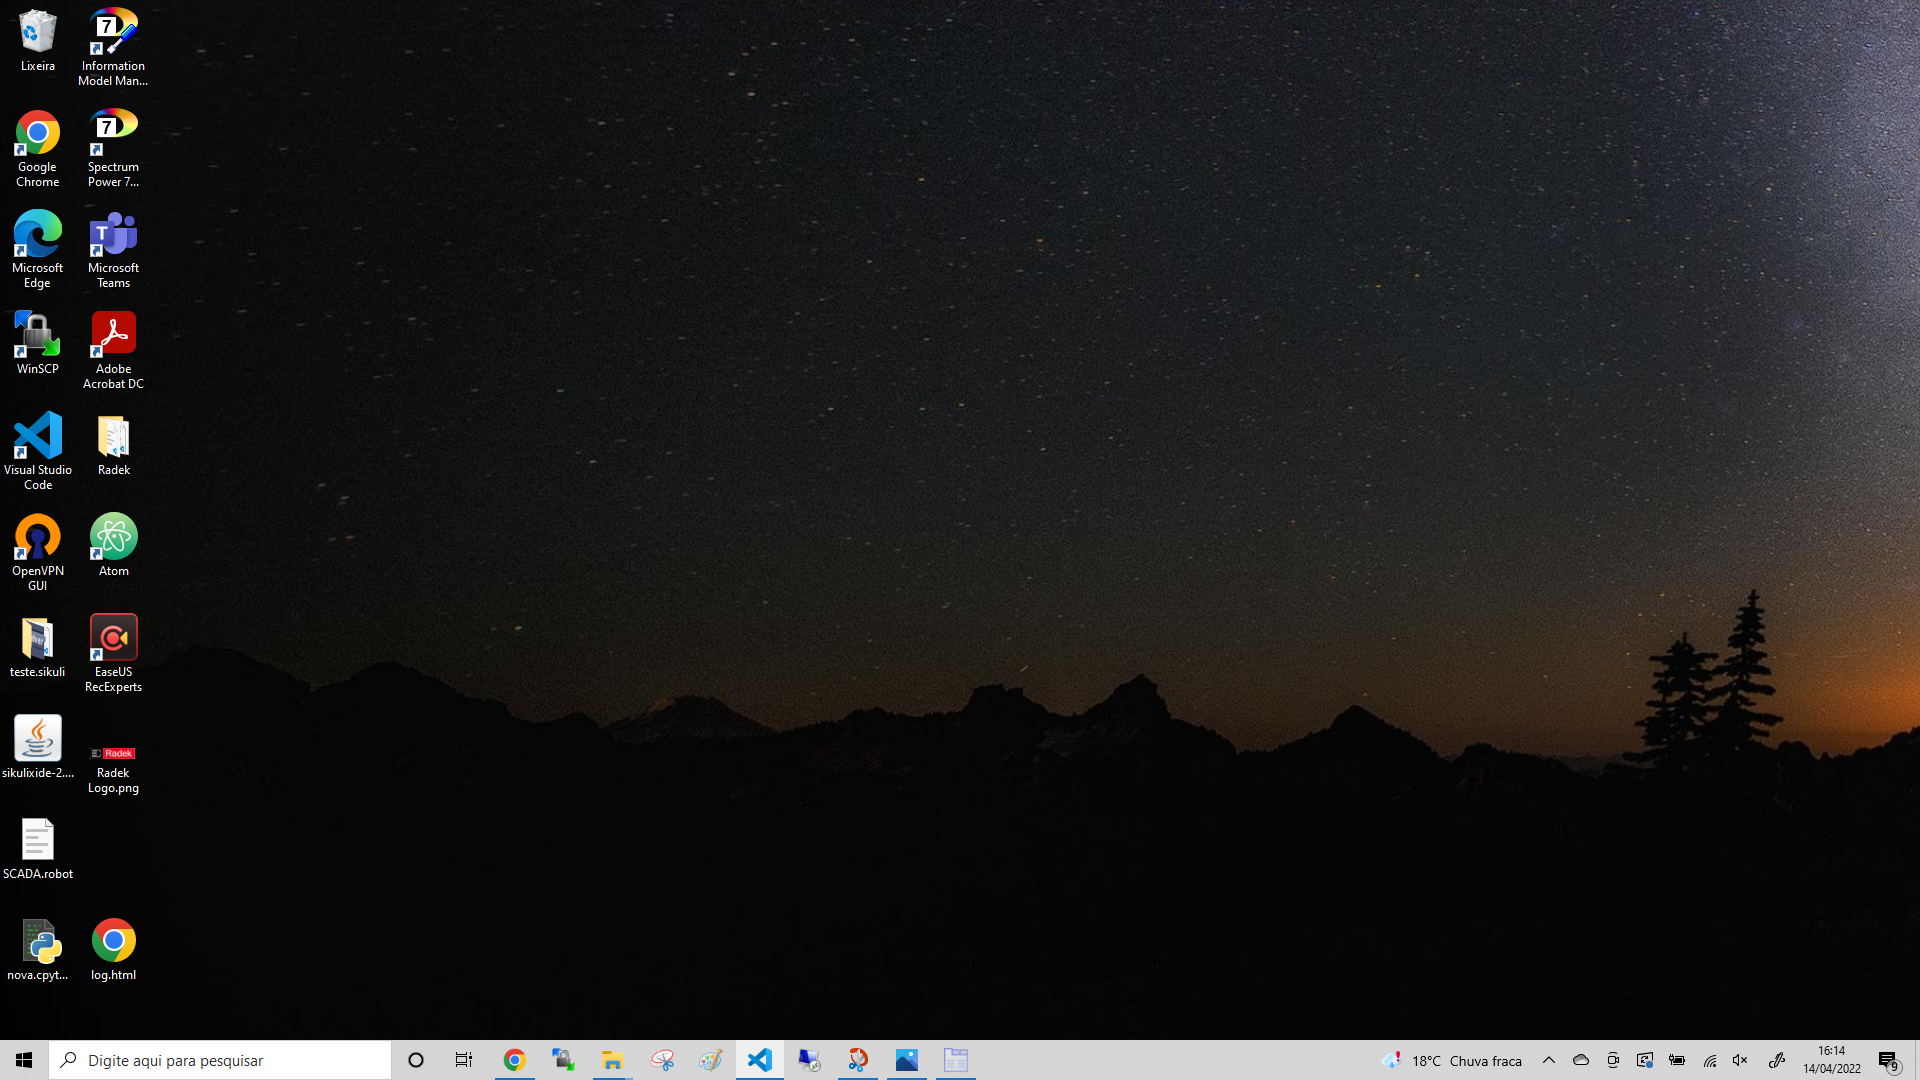 Lixeira
Information
Model Man...
Google
Chrome
Spectrum
Power 7...
Microsoft
Edge
Microsoft
Teams
WinSCP
Adobe
Acrobat DC
Visual Studio
Code
Radek
OpenVPN
GUI
Atom
teste.sikuli
EaseUS
RecExperts
sikulixide-2....
Radek
Radek
Logo.png
SCADA.robot
nova.cpyt...
log.html
Digite aqui para pesquisar
18°C Chuva fraca
16:14
14/04/2022
9